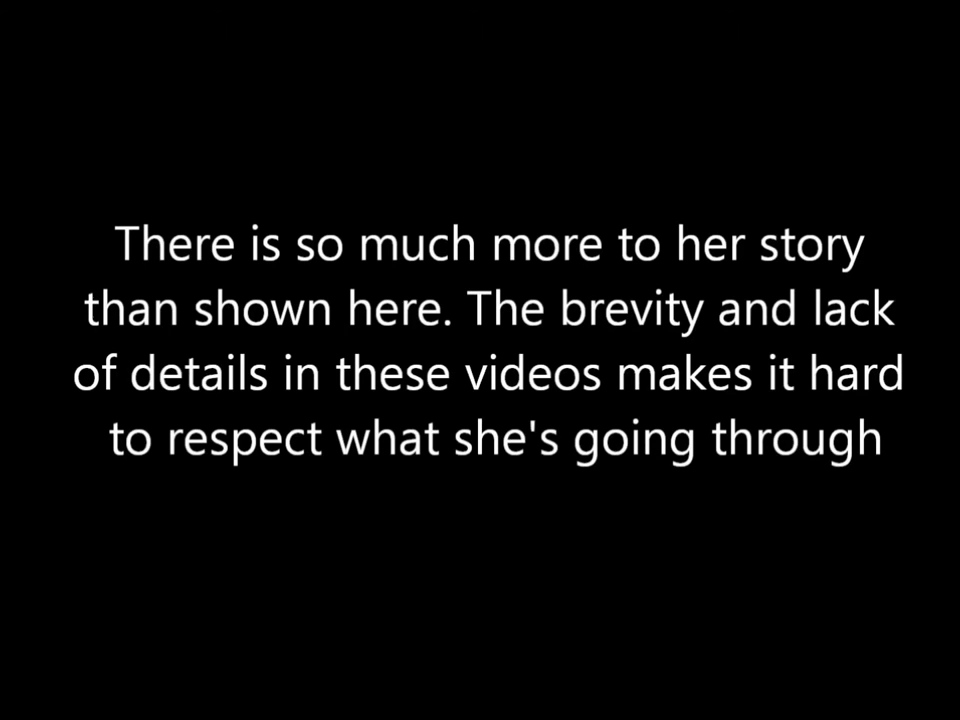 There is so much more to her story
than shown here. The brevity and lack
of details in these videos makes it hard
to respect what she's going through